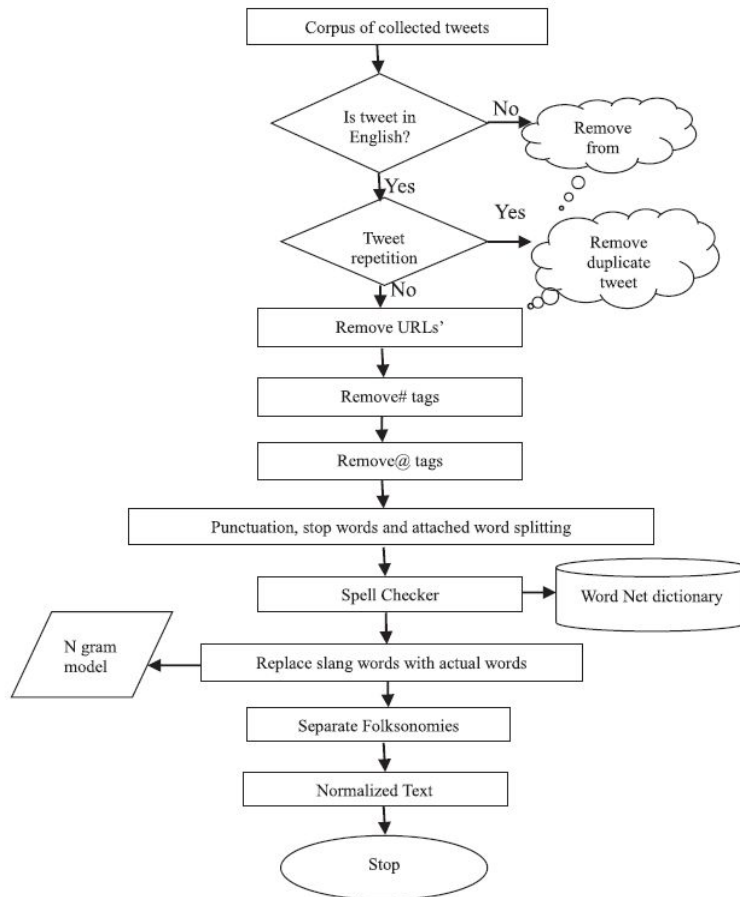 Corpus of collected tweets
Is tweet in
English?
No
Remove
from
Yes
Tweet
repetition
Yes
Remove
duplicate
tweet
No
Remove URLs’
Remove# tags
Remove@ tags
Punctuation, stop words and attached word splitting
Spell Checker
Word Net dictionary
N gram
model
Replace slang words with actual words
Separate Folksonomies
Normalized Text
Stop